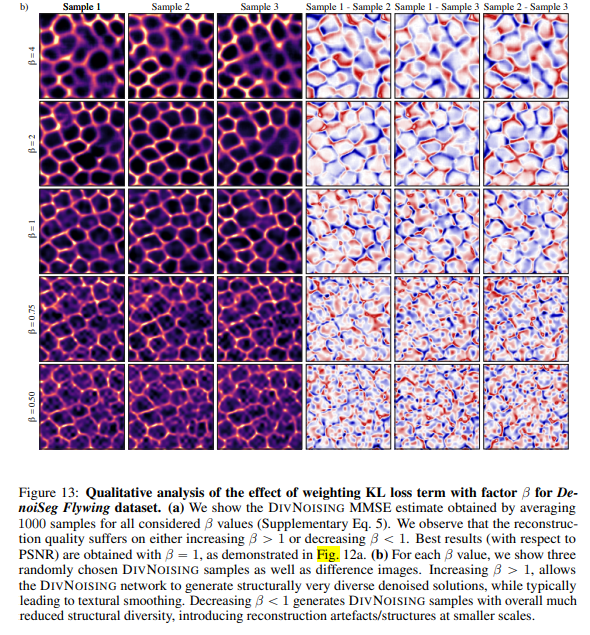 b)
Sample 1 Sample 2 Sample 3 Sample 1 - Sample 2 Sample 1 - Sample 3 Sample 2 - Sample 3
β = 4
β = 2
β = 1
β = 0.75
β = 0.50
Figure 13: Qualitative analysis of the effect of weighting KL loss term with factor β for De-
noiSeg Flywing dataset. (a) We show the DIVNOISING MMSE estimate obtained by averaging
1000 samples for all considered β values (Supplementary Eq. 5). We observe that the reconstruc-
tion quality suffers on either increasing β > 1 or decreasing β < 1. Best results (with respect to
PSNR) are obtained with β = 1, as demonstrated in Fig. 12a. (b) For each β value, we show three
randomly chosen DIVNOISING samples as well as difference images. Increasing β > 1, allows
the DIVNOISING network to generate structurally very diverse denoised solutions, while typically
leading to textural smoothing. Decreasing β < 1 generates DIVNOISING samples with overall much
reduced structural diversity, introducing reconstruction artefacts/structures at smaller scales.